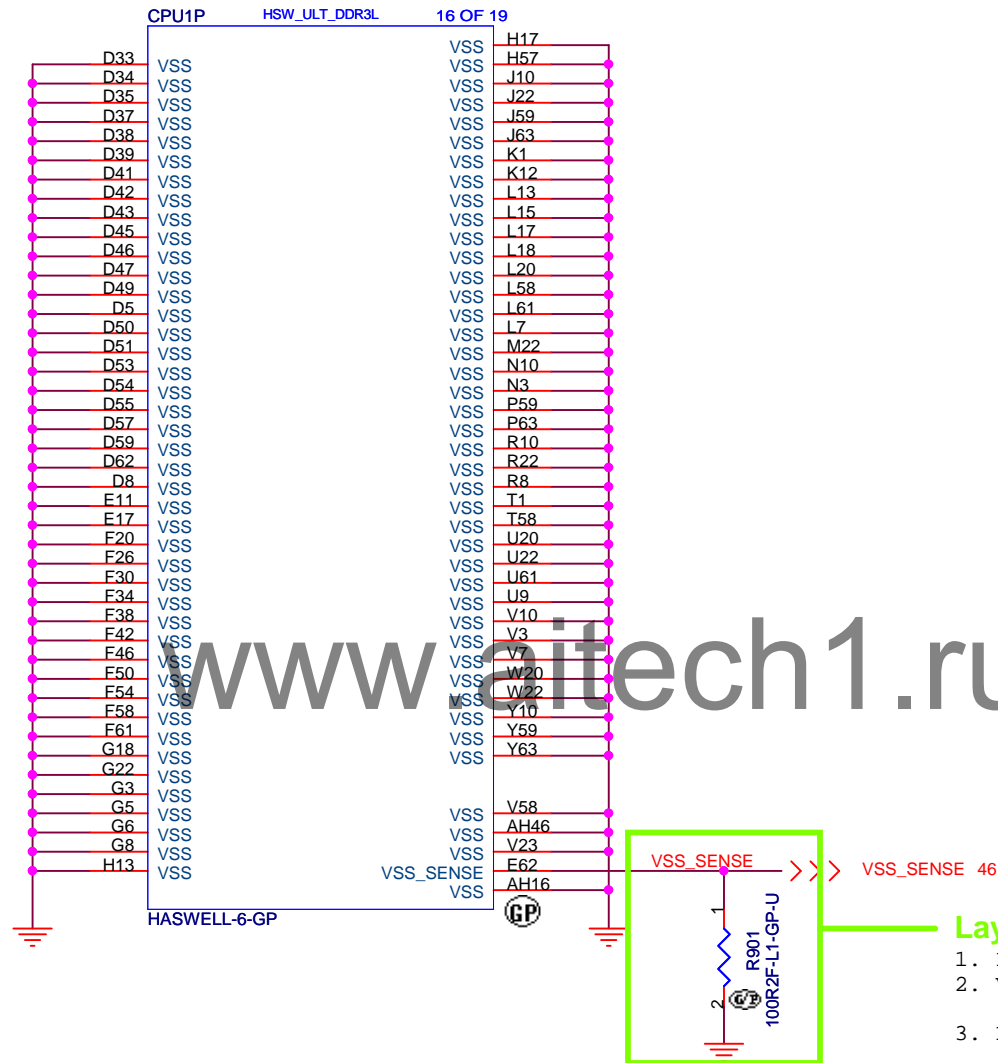 CPU1P HSW_ULT_DDR3L 16 OF 19
VSS H17
D33 VSS VSS H57
D34 VSS VSS J10
D35 VSS VSS J22
D37 VSS VSS J59
D38 VSS VSS J63
D39 VSS VSS K1
D41 VSS VSS K12
D42 VSS VSS L13
D43 VSS VSS L15
D45 VSS VSS L17
D46 VSS VSS L18
D47 VSS VSS L20
D49 VSS VSS L58
D5 VSS VSS L61
D50 VSS VSS L7
D51 VSS VSS M22
D53 VSS VSS N10
D54 VSS VSS N3
D55 VSS VSS P59
D57 VSS VSS P63
D59 VSS VSS R10
D62 VSS VSS R22
D8 VSS VSS R8
E11 VSS VSS T1
E17 VSS VSS T58
F20 VSS VSS U20
F26 VSS VSS U22
F30 VSS VSS U61
F34 VSS VSS U9
F38 VSS VSS V10
F42 VSS VSS V3
F46 VSS VSS V7
F50 VSS VSS W20
F54 VSS VSS W22
F58 VSS VSS Y10
F61 VSS VSS Y59
G18 VSS VSS Y63
G22 VSS
G3 VSS
G5 VSS VSS V58
G6 VSS VSS AH46
G8 VSS VSS V23
H13 VSS VSS_SENSE E62 VSS_SENSE VSS_SENSE 46
VSS AH16
HASWELL-6-GP GP
www.aitech1.ru
1
R901
100R2F-L1-GP-U
2 G/P
Lay
1.
2.
3.